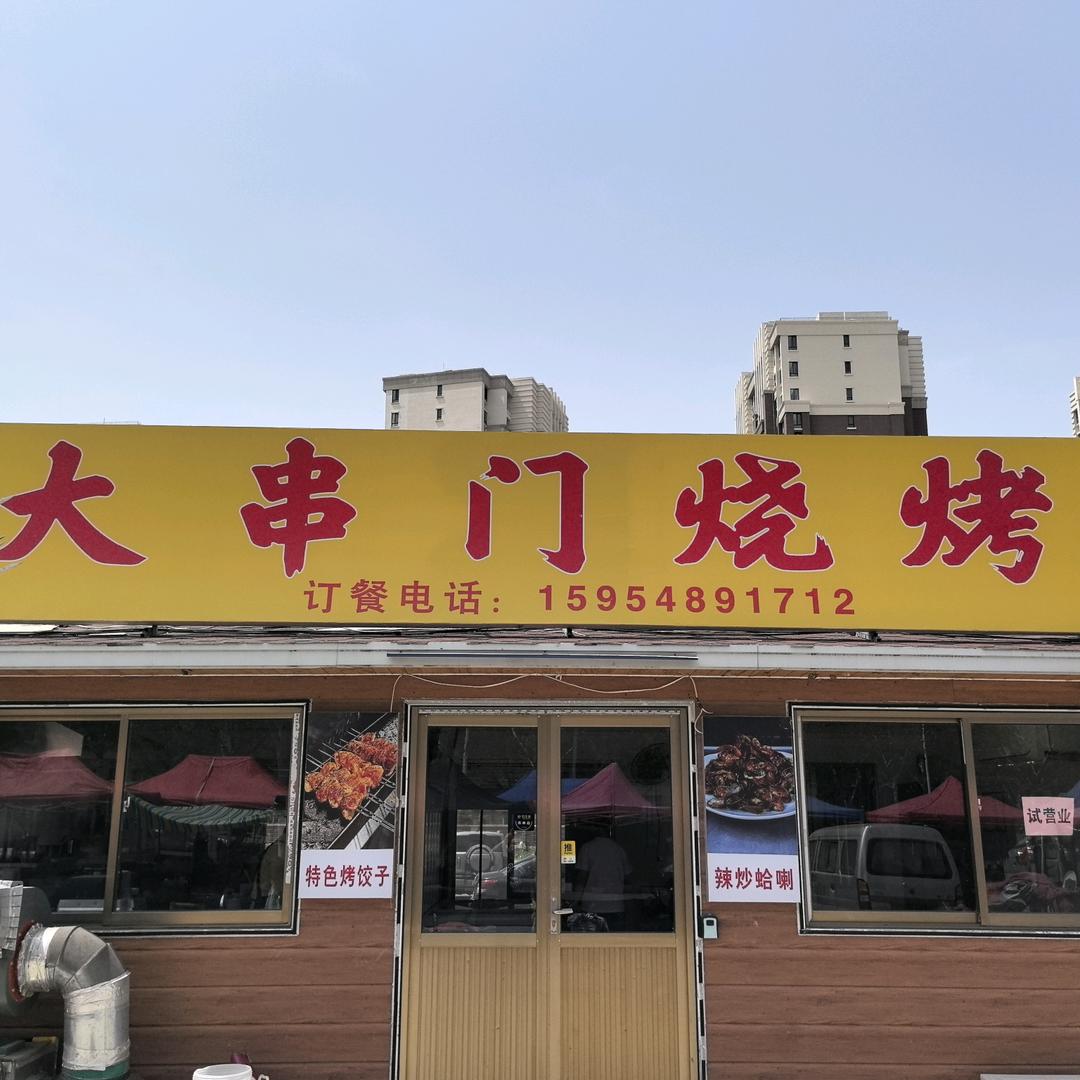 大串门烧烤
订餐电话：15954891712
特色烤饺子
推
辣炒蛤喇
试营业